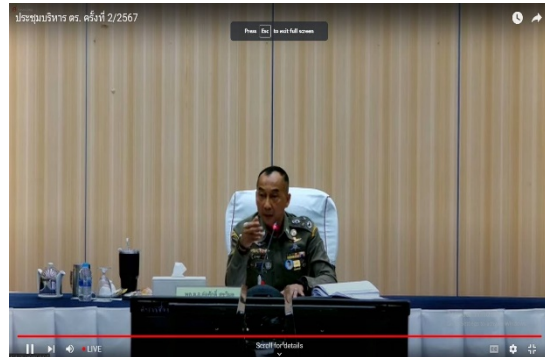 ประชุมบริหาร ตร. ครั้งที่ 2/2567
Press Esc to exit full screen
LIVE
Scroll for details